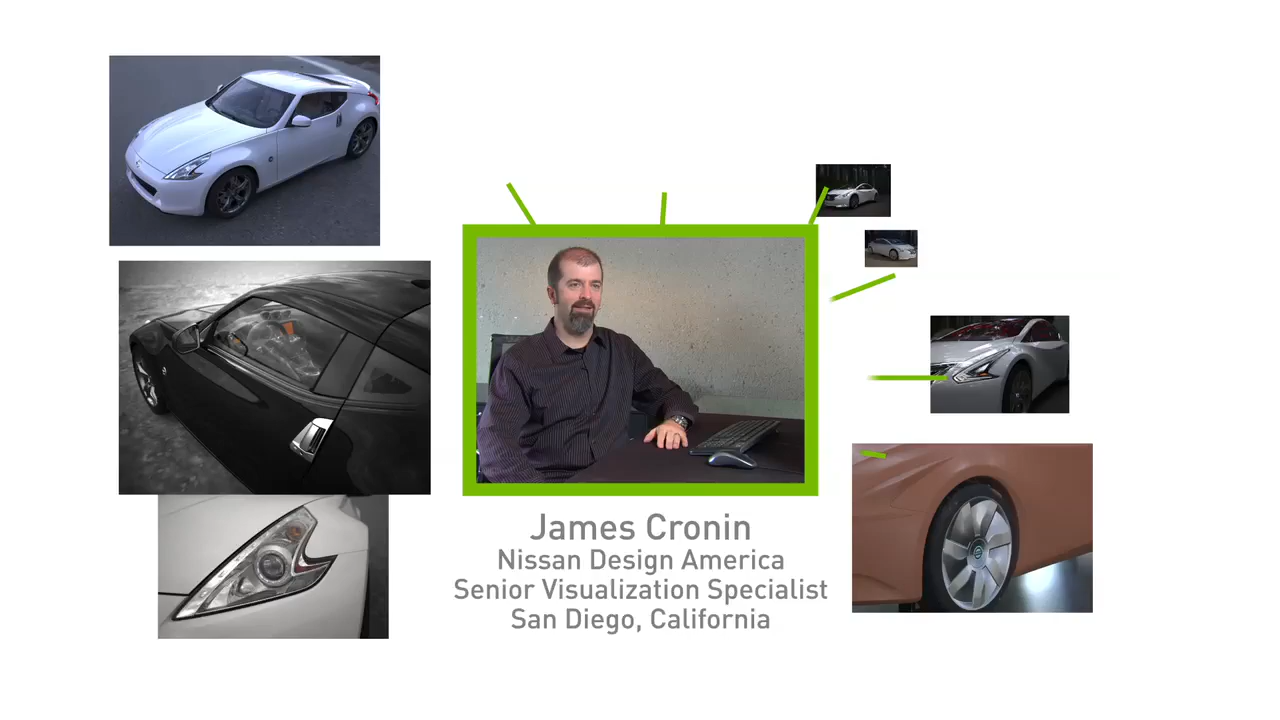 James Cronin
Nissan Design America
Senior Visualization Specialist
San Diego, California